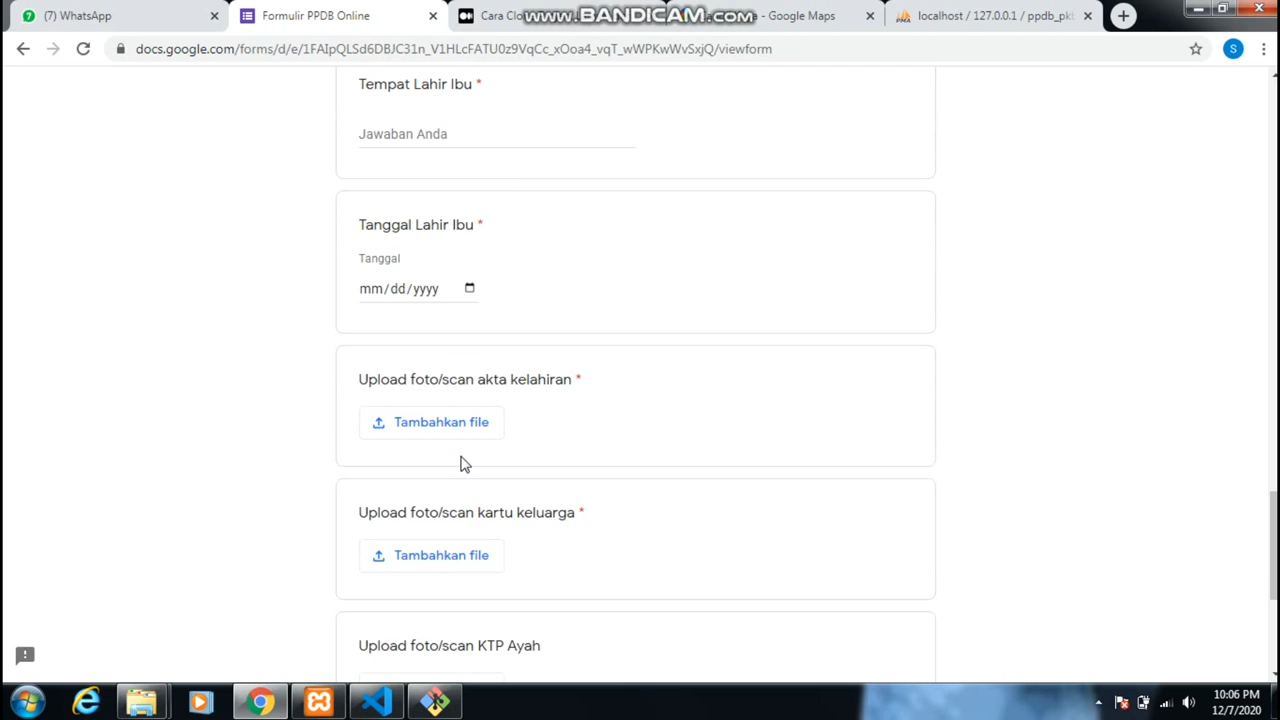 (7) WhatsApp
Formulir PPDB Online
Cara Clo
www.BANDICAM.com
- Google Maps
localhost / 127.0.0.1 / ppdb_pk
docs.google.com/forms/d/e/1FAIpQLSd6DBJC31n_V1HLcFATU0z9VqCc_xOoa4_vqT_wWPKwWvSxjQ/viewform
S
Tempat Lahir Ibu *
Jawaban Anda
Tanggal Lahir Ibu *
Tanggal
mm/dd/yyyy
Upload foto/scan akta kelahiran *
Tambahkan file
Upload foto/scan kartu keluarga *
Tambahkan file
Upload foto/scan KTP Ayah
10:06 PM
12/7/2020